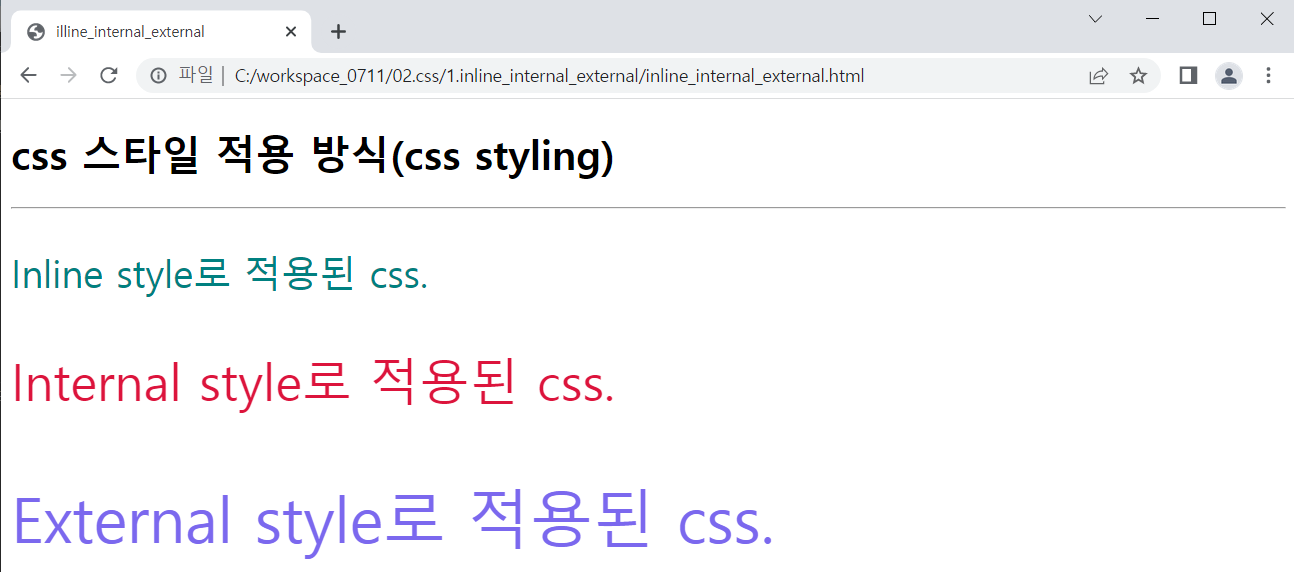 illine_internal_external
파일 | C:/workspace_0711/02.css/1.inline_internal_external/inline_internal_external.html
css 스타일 적용 방식(css styling)
Inline style로 적용된 css.
Internal style로 적용된 css.
External style로 적용된 css.